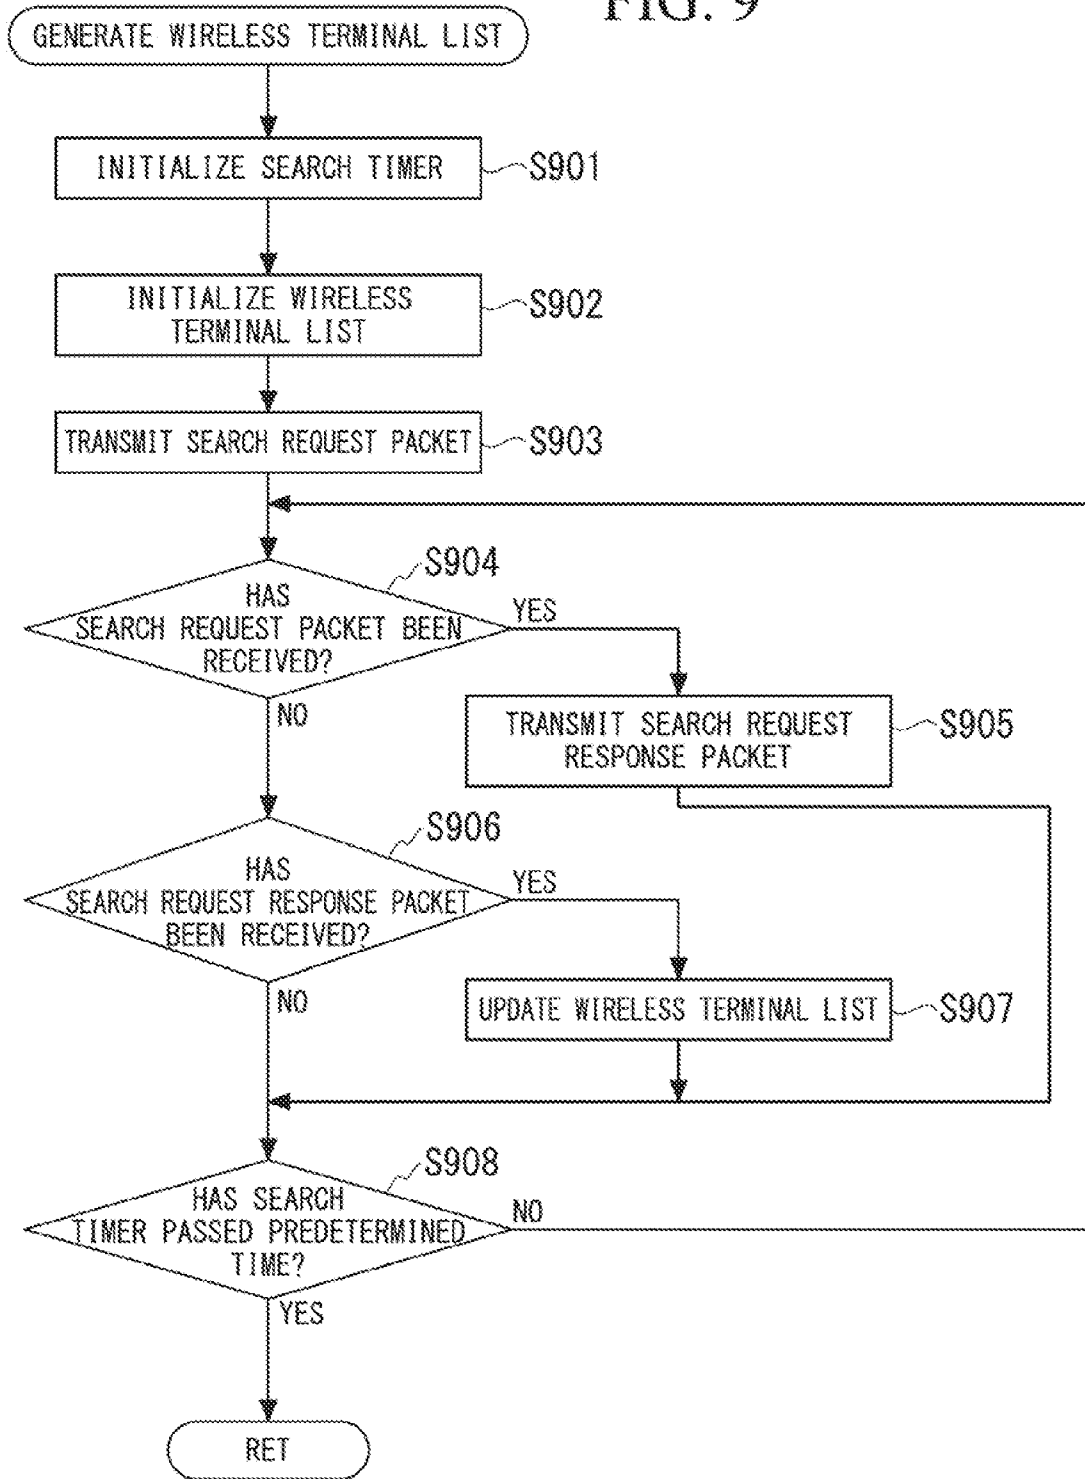 FIG. 9
GENERATE WIRELESS TERMINAL LIST
INITIALIZE SEARCH TIMER
S901
INITIALIZE WIRELESS
TERMINAL LIST
S902
TRANSMIT SEARCH REQUEST PACKET
S903
S904
HAS
SEARCH REQUEST PACKET BEEN
RECEIVED?
YES
NO
TRANSMIT SEARCH REQUEST
RESPONSE PACKET
S905
S906
HAS
SEARCH REQUEST RESPONSE PACKET
BEEN RECEIVED?
YES
NO
UPDATE WIRELESS TERMINAL LIST
S907
S908
HAS SEARCH
TIMER PASSED PREDETERMINED
TIME?
NO
YES
RET